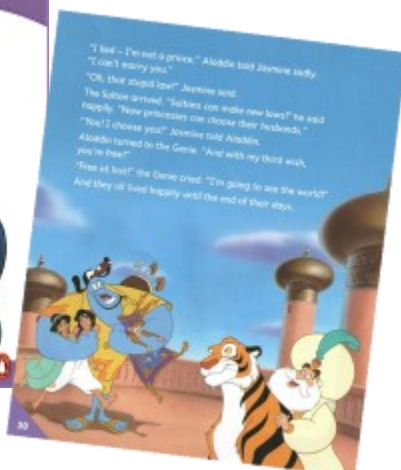 "I lied – I'm not a prince," Aladdin told Jasmine sadly.
"I can't marry you."
"Oh, that stupid law!" Jasmine said.
The Sultan arrived. "Sultans can make new laws!" he said
happily. "Now princesses can choose their husbands."
"You! I choose you!" Jasmine told Aladdin.
Aladdin turned to the Genie. "And with my third wish,
you're free!"
"Free at last!" the Genie cried. "I'm going to see the world!"
And they all lived happily until the end of their days.
30